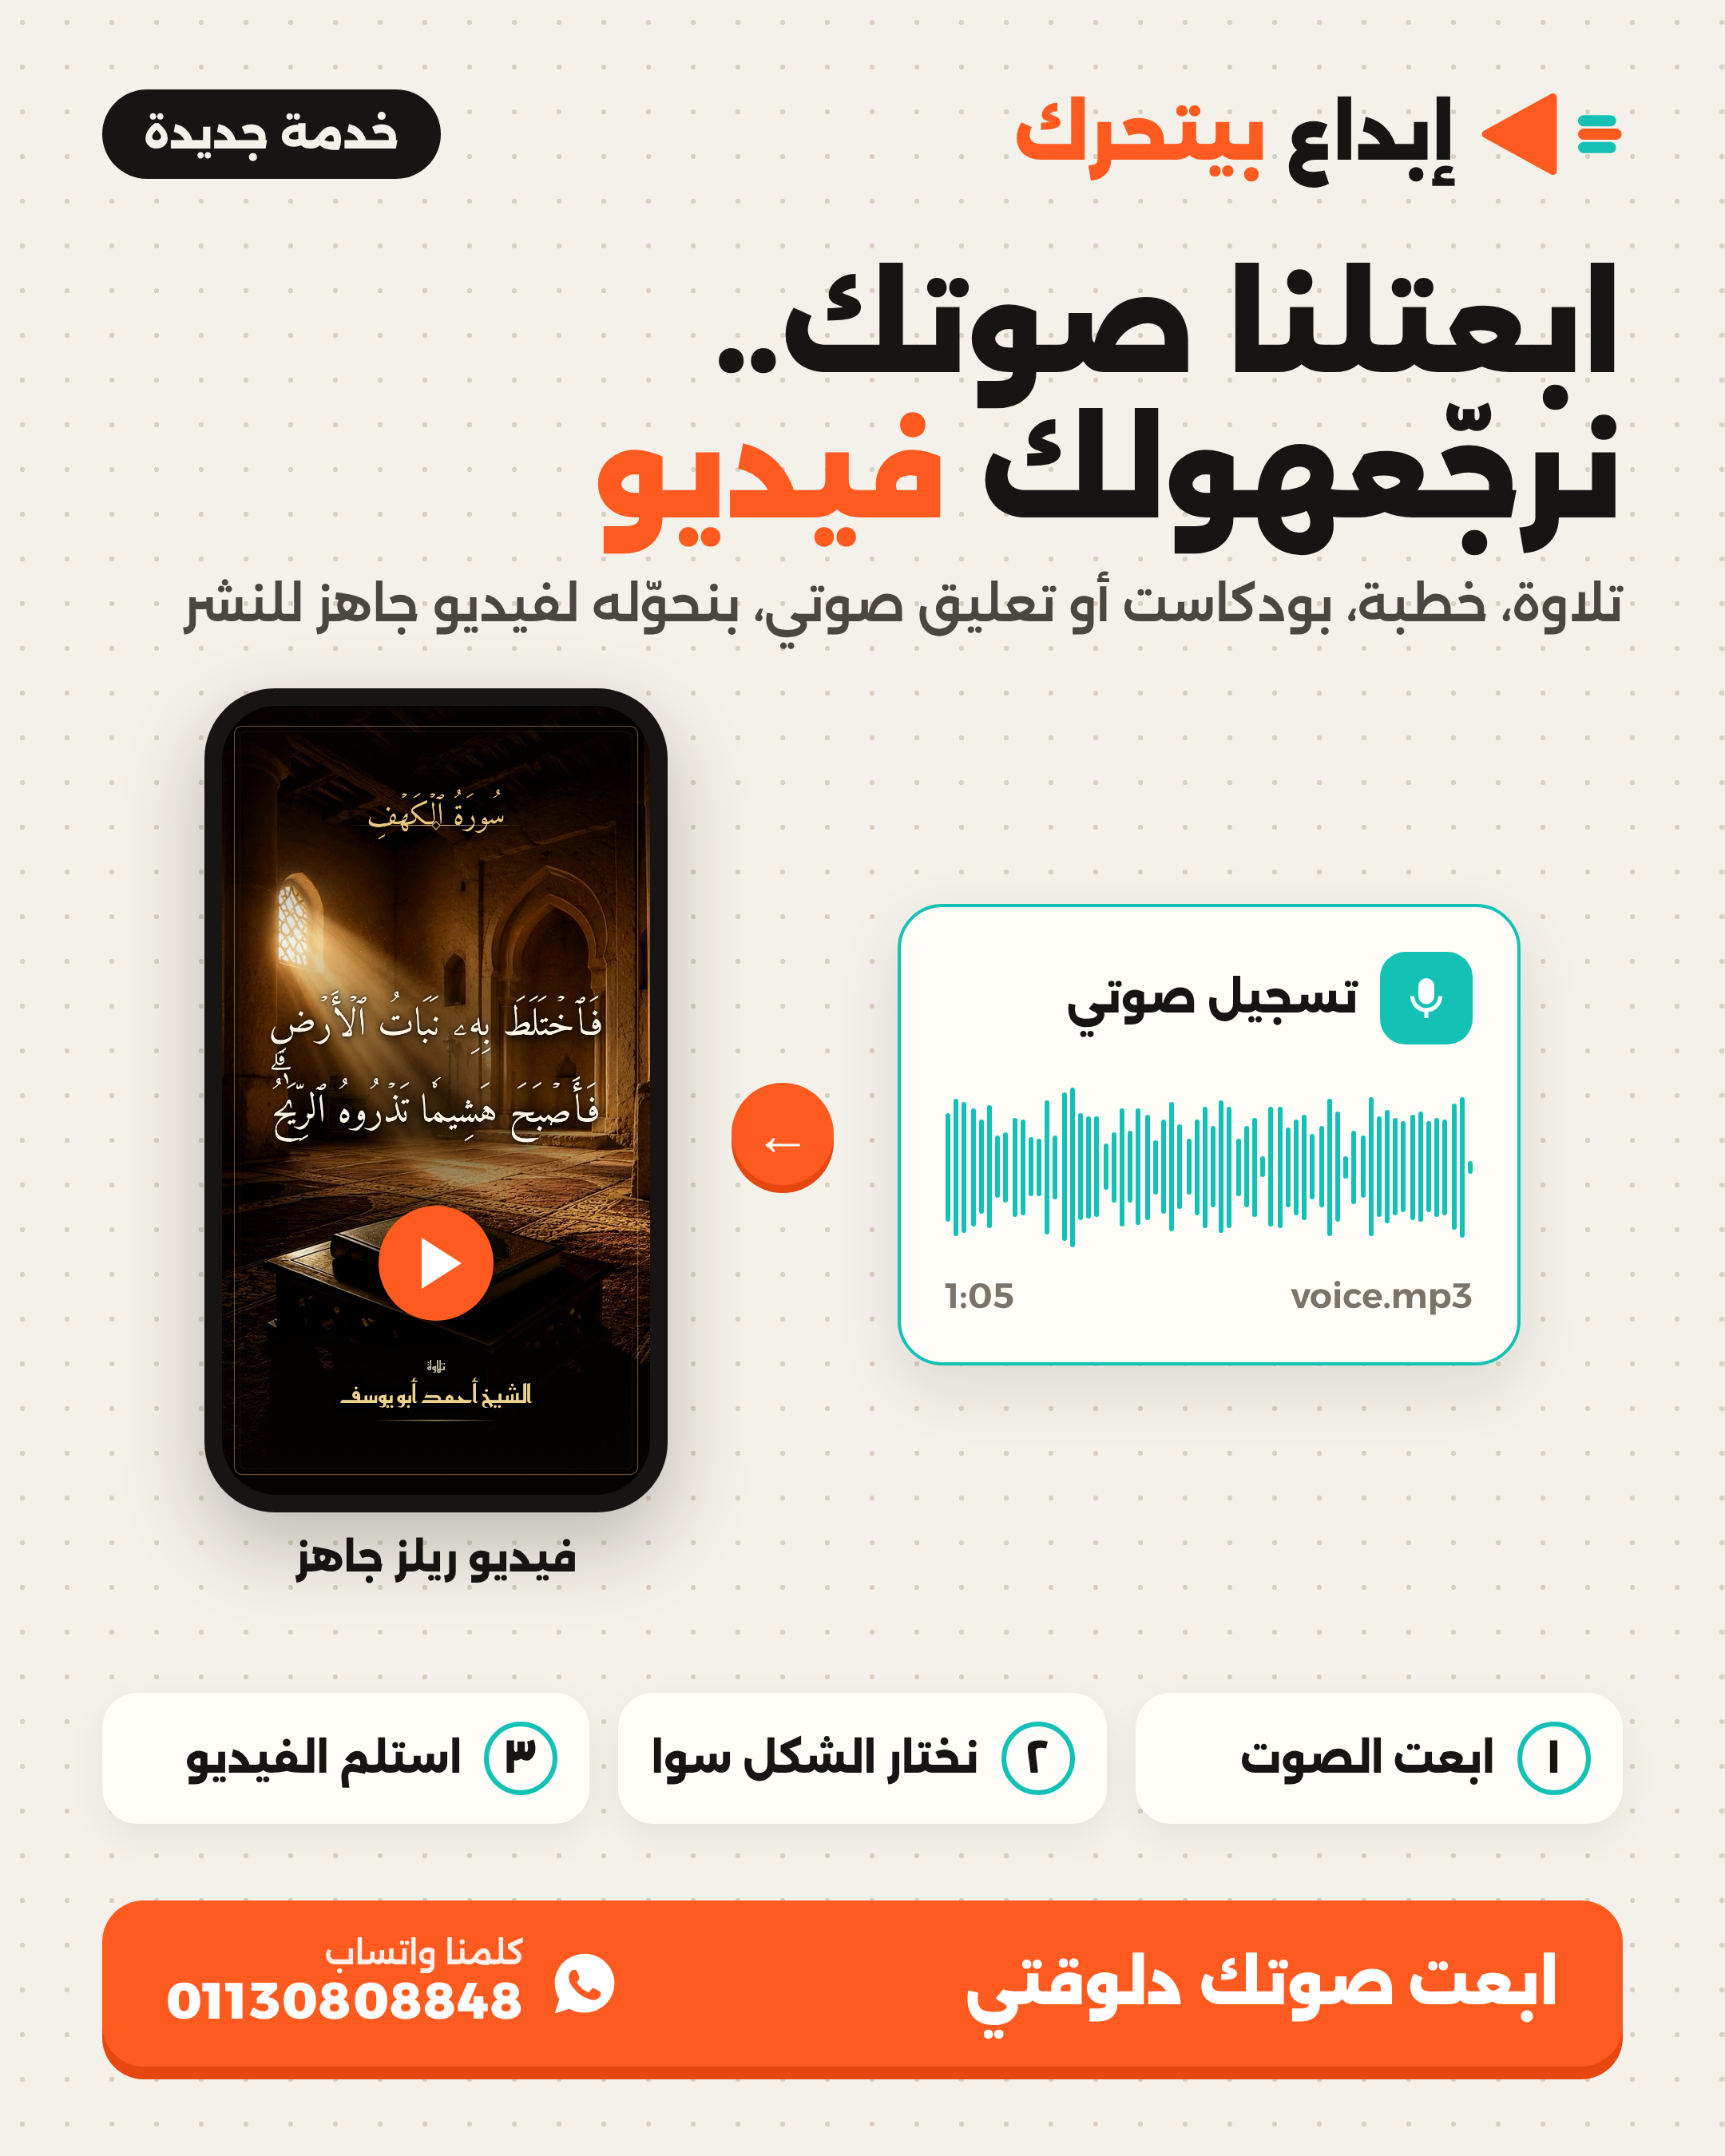 إبداع بيتحرك
خدمة جديدة
ابعتلنا صوتك..
نرجّعهولك فيديو
تلاوة، خطبة، بودكاست أو تعليق صوتي، بنحوّله لفيديو جاهز للنشر
تسجيل صوتي
voice.mp3
1:05
←
سُورَةُ ٱلْكَهْفِ
فَٱخْتَلَطَ بِهِۦ نَبَاتُ ٱلْأَرْضِ
فَأَصْبَحَ هَشِيمًا تَذْرُوهُ ٱلرِّيَٰحُ ۗ
تلاوة
الشيخ أحمد أبو يوسف
فيديو ريلز جاهز
١ ابعت الصوت
٢ نختار الشكل سوا
٣ استلم الفيديو
ابعت صوتك دلوقتي
كلمنا واتساب
01130808848